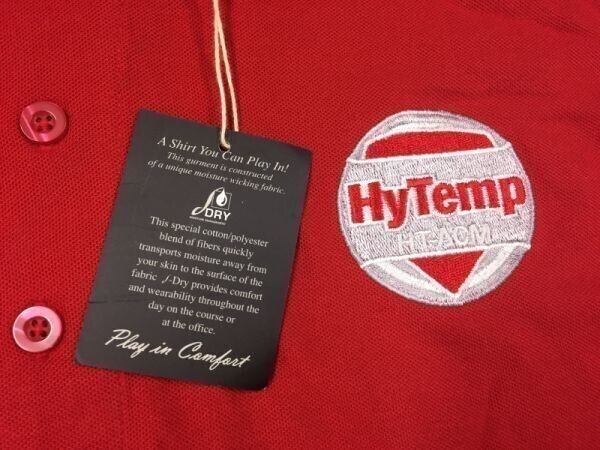 A Shirt You Can Play In!
This garment is constructed
of a unique moisture wicking fabric.
J-DRY
This special cotton/polyester
blend of fibers quickly
transports moisture away from
your skin to the surface of the
fabric J-Dry provides comfort
and wearability throughout the
day on the course or
at the office.
Play in Comfort
HyTemp
HT-ACM